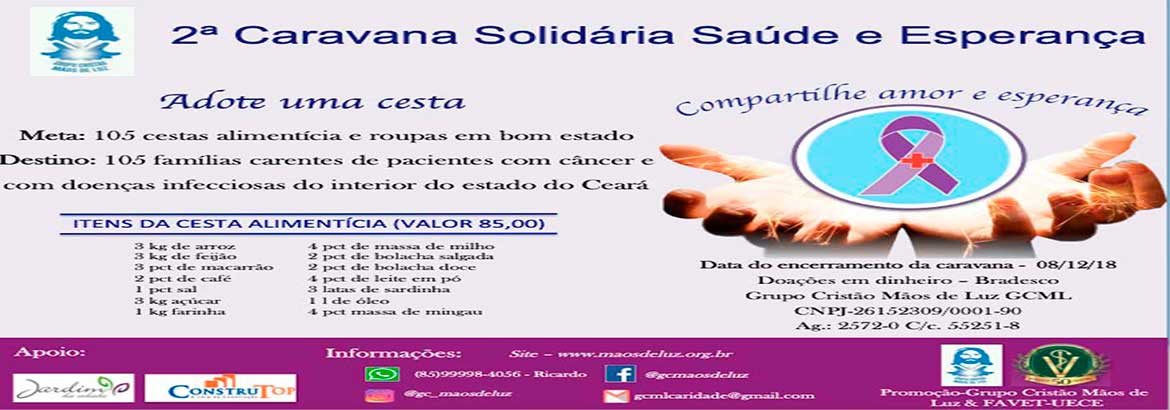 GRUPO CRISTÃO
MÃOS DE LUZ
2ª Caravana Solidária Saúde e Esperança
Adote uma cesta
Meta: 105 cestas alimentícia e roupas em bom estado
Destino: 105 famílias carentes de pacientes com câncer e
com doenças infecciosas do interior do estado do Ceará
ITENS DA CESTA ALIMENTÍCIA (VALOR 85,00)
3 kg de arroz
3 kg de feijão
3 pct de macarrão
2 pct de café
1 pct sal
3 kg açúcar
1 kg farinha
4 pct de massa de milho
2 pct de bolacha salgada
2 pct de bolacha doce
4 pct de leite em pó
3 latas de sardinha
1 l de óleo
4 pct massa de mingau
Compartilhe amor e esperança
Data do encerramento da caravana - 08/12/18
Doações em dinheiro – Bradesco
Grupo Cristão Mãos de Luz GCML
CNPJ-26152309/0001-90
Ag.: 2572-0 C/c. 55251-8
Apoio:
Jardim
CONSTRUTOP
Informações:
Site – www.maosdeluz.org.br
(85)99998-4056 - Ricardo
@gcmaosdeluz
@gc_maosdeluz
gcmlcaridade@gmail.com
Promoção-Grupo Cristão Mãos de
Luz & FAVET-UECE